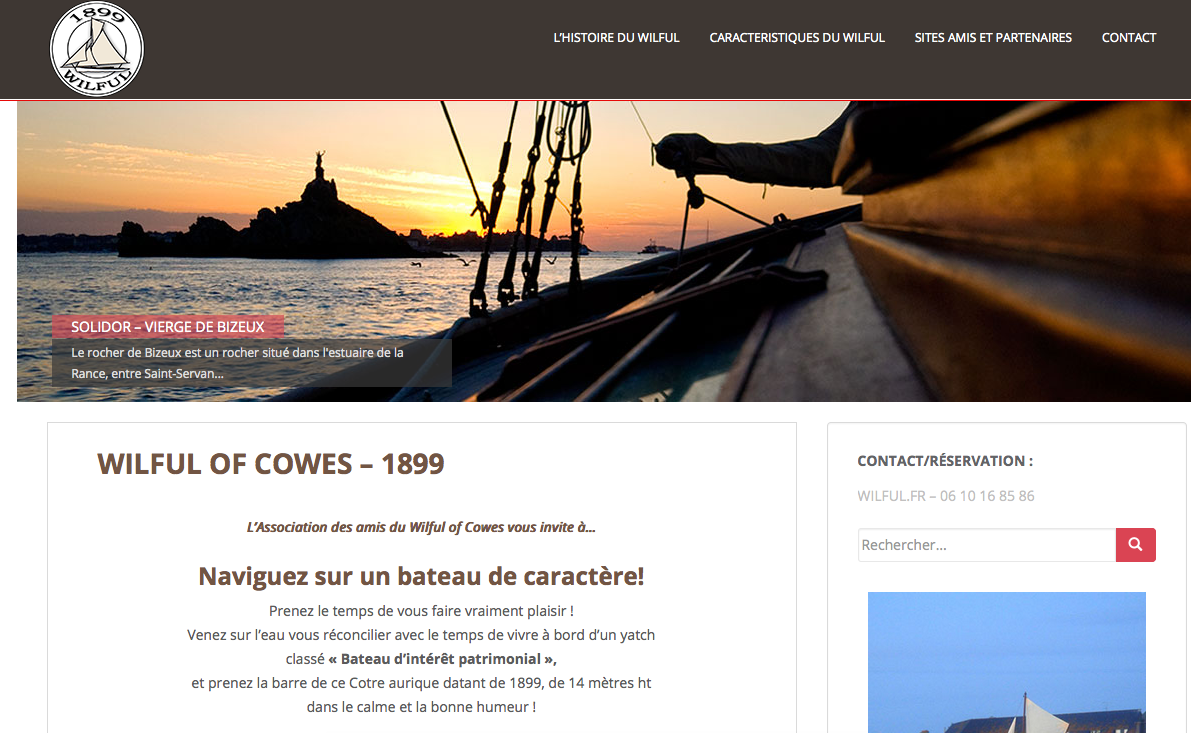 1899
WILFUL
L'HISTOIRE DU WILFUL
CARACTERISTIQUES DU WILFUL
SITES AMIS ET PARTENAIRES
CONTACT
SOLIDOR – VIERGE DE BIZEUX
Le rocher de Bizeux est un rocher situé dans l'estuaire de la
Rance, entre Saint-Servan...
WILFUL OF COWES – 1899
L'Association des amis du Wilful of Cowes vous invite à...
Naviguez sur un bateau de caractère!
Prenez le temps de vous faire vraiment plaisir !
Venez sur l'eau vous réconcilier avec le temps de vivre à bord d'un yatch
classé « Bateau d'intérêt patrimonial »,
et prenez la barre de ce Cotre aurique datant de 1899, de 14 mètres ht
dans le calme et la bonne humeur !
CONTACT/RÉSERVATION :
WILFUL.FR – 06 10 16 85 86
Rechercher...